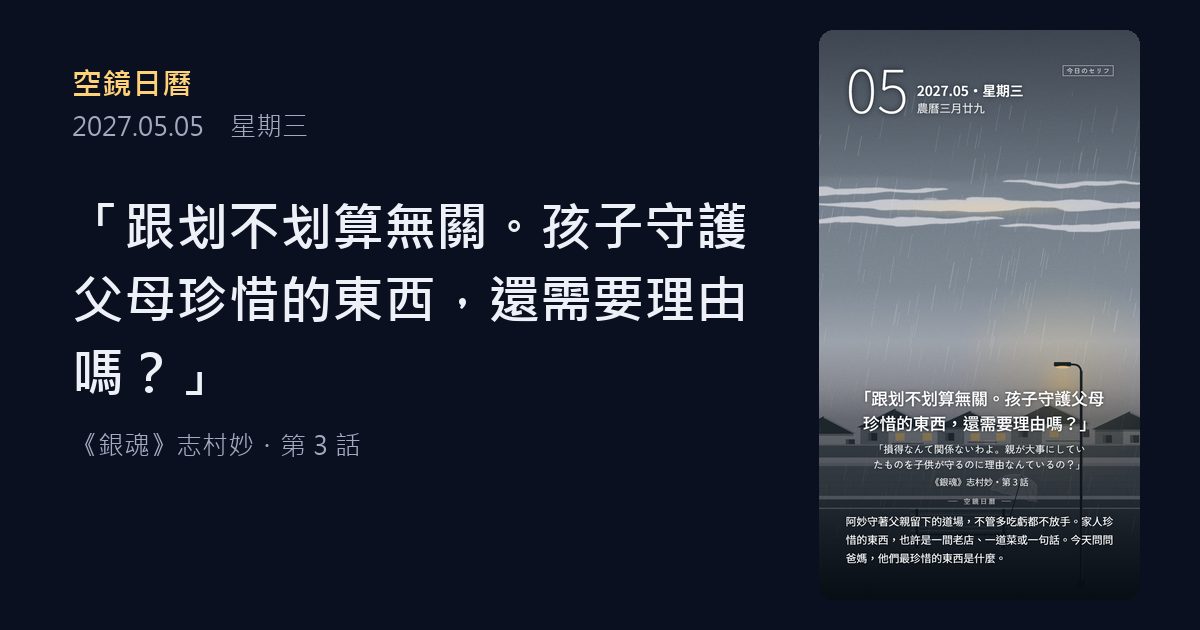 空鏡日曆
2027.05.05 星期三
「跟划不划算無關。孩子守護
父母珍惜的東西，還需要理由
嗎？」
《銀魂》志村妙・第 3 話
05
2027.05・星期三
農曆三月廿九
今日のセリフ
「跟划不划算無關。孩子守護父母
珍惜的東西，還需要理由嗎？」
「損得なんて関係ないわよ。親が大事にしてい
たものを子供が守るのに理由なんているの？」
《銀魂》志村妙・第 3 話
空鏡日曆
阿妙守著父親留下的道場，不管多吃虧都不放手。家人珍
惜的東西，也許是一間老店、一道菜或一句話。今天問問
爸媽，他們最珍惜的東西是什麼。